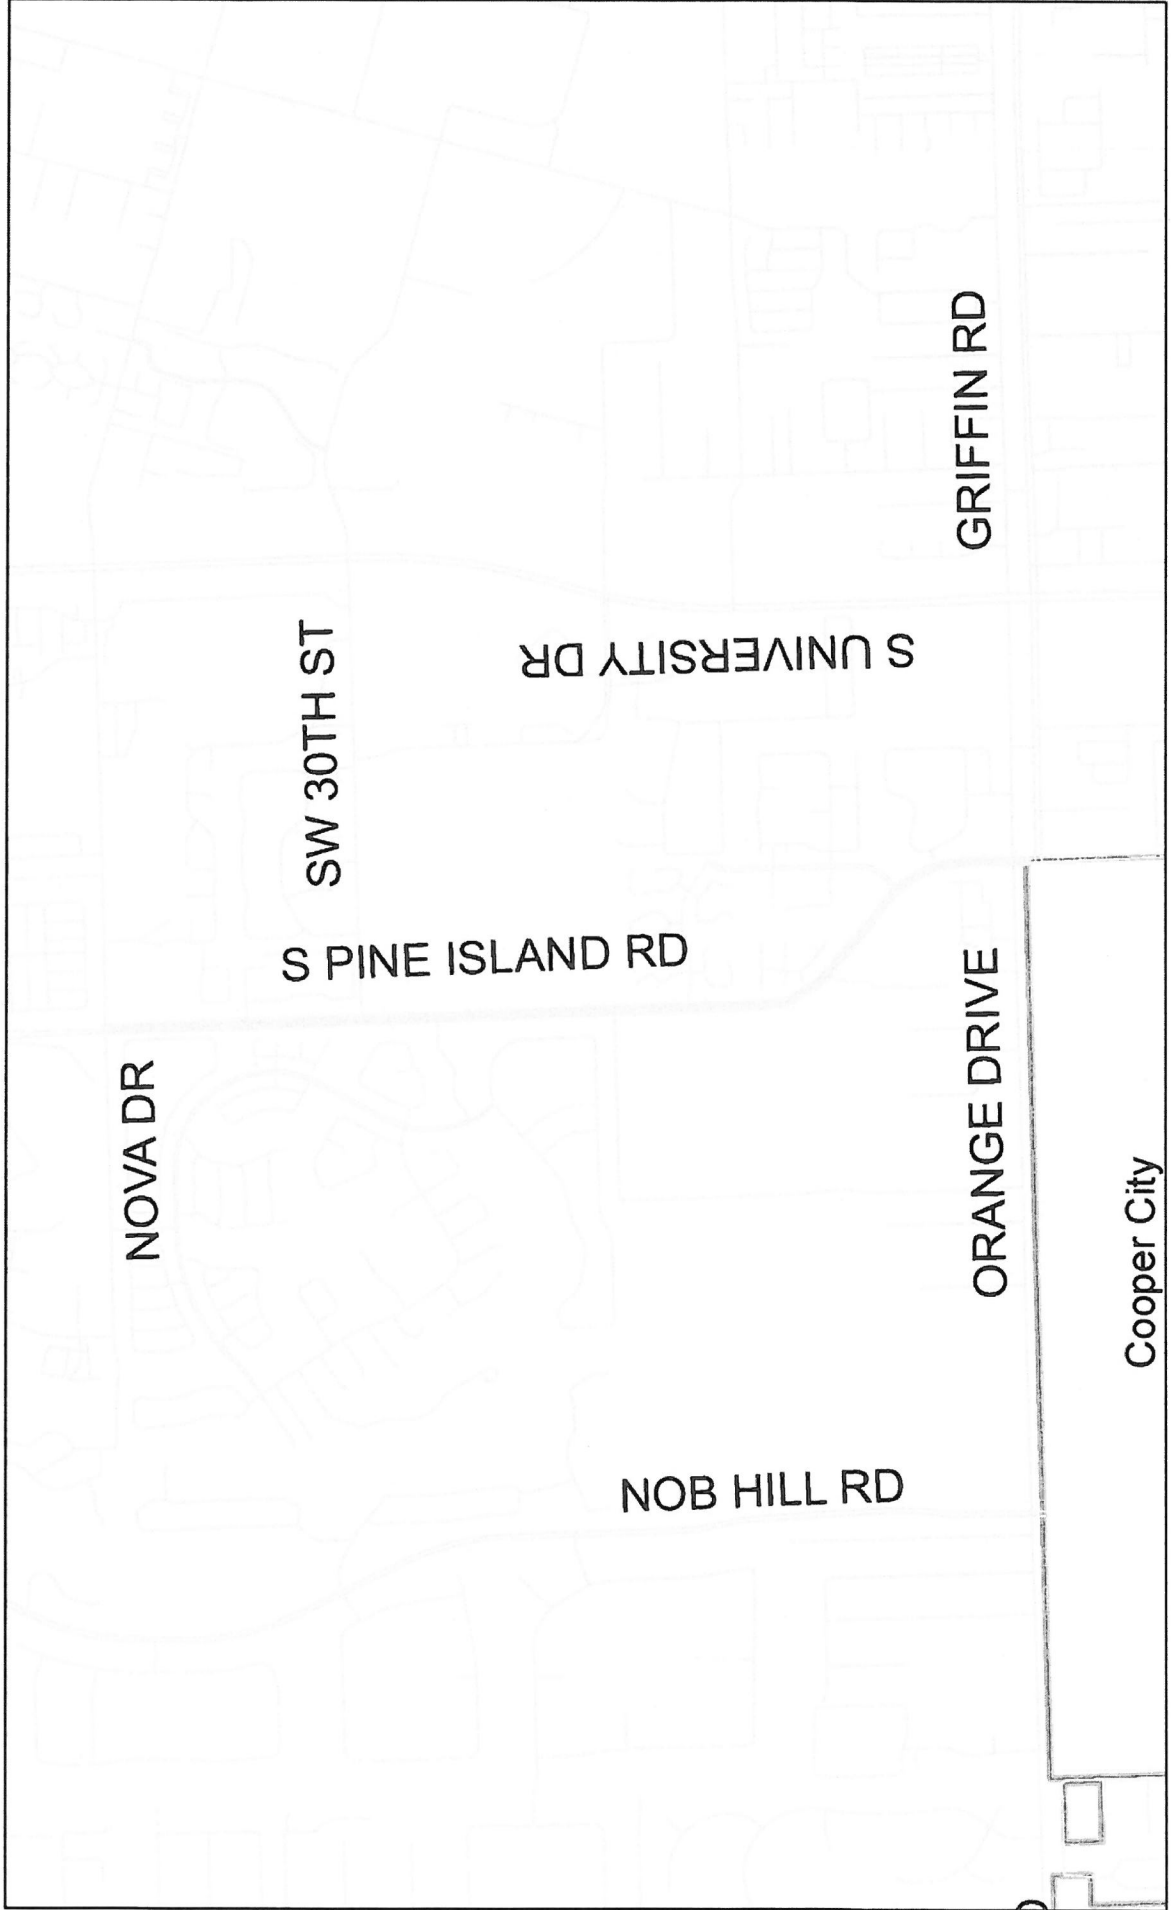 NOVA DR
SW 30TH ST
S PINE ISLAND RD
S UNIVERSITY DR
NOB HILL RD
GRIFFIN RD
ORANGE DRIVE
Cooper City